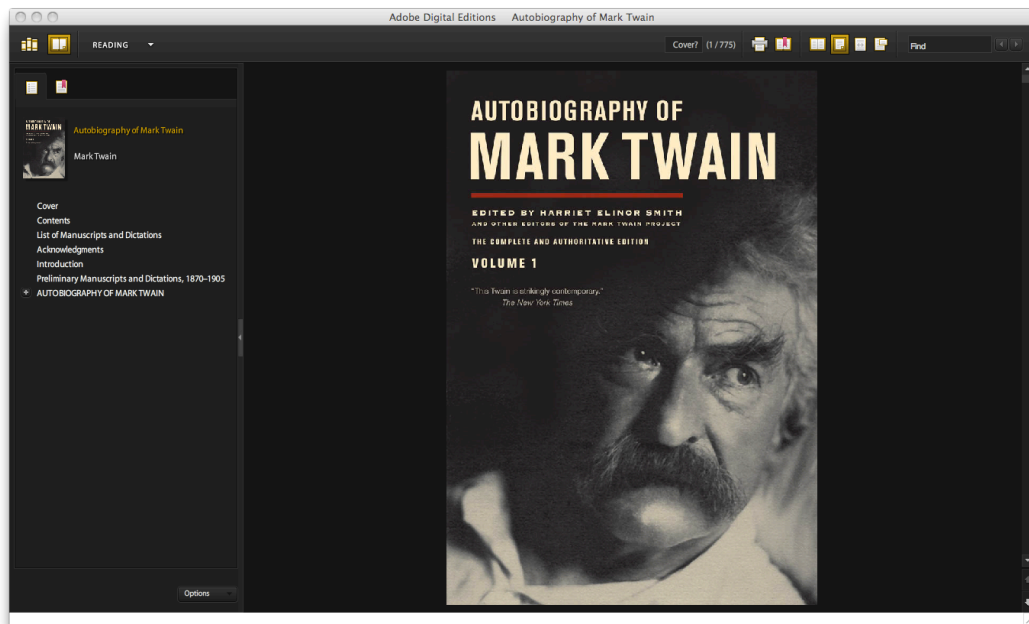 Adobe Digital Editions Autobiography of Mark Twain
READING
Cover? (1 / 775)
Find
MARK TWAIN
Autobiography of Mark Twain
Mark Twain
Cover
Contents
List of Manuscripts and Dictations
Acknowledgments
Introduction
Preliminary Manuscripts and Dictations, 1870–1905
AUTOBIOGRAPHY OF MARK TWAIN
Options
AUTOBIOGRAPHY OF
MARK TWAIN
EDITED BY HARRIET ELINOR SMITH
AND OTHER EDITORS OF THE MARK TWAIN PROJECT
THE COMPLETE AND AUTHORITATIVE EDITION
VOLUME 1
"This Twain is strikingly contemporary."
The New York Times